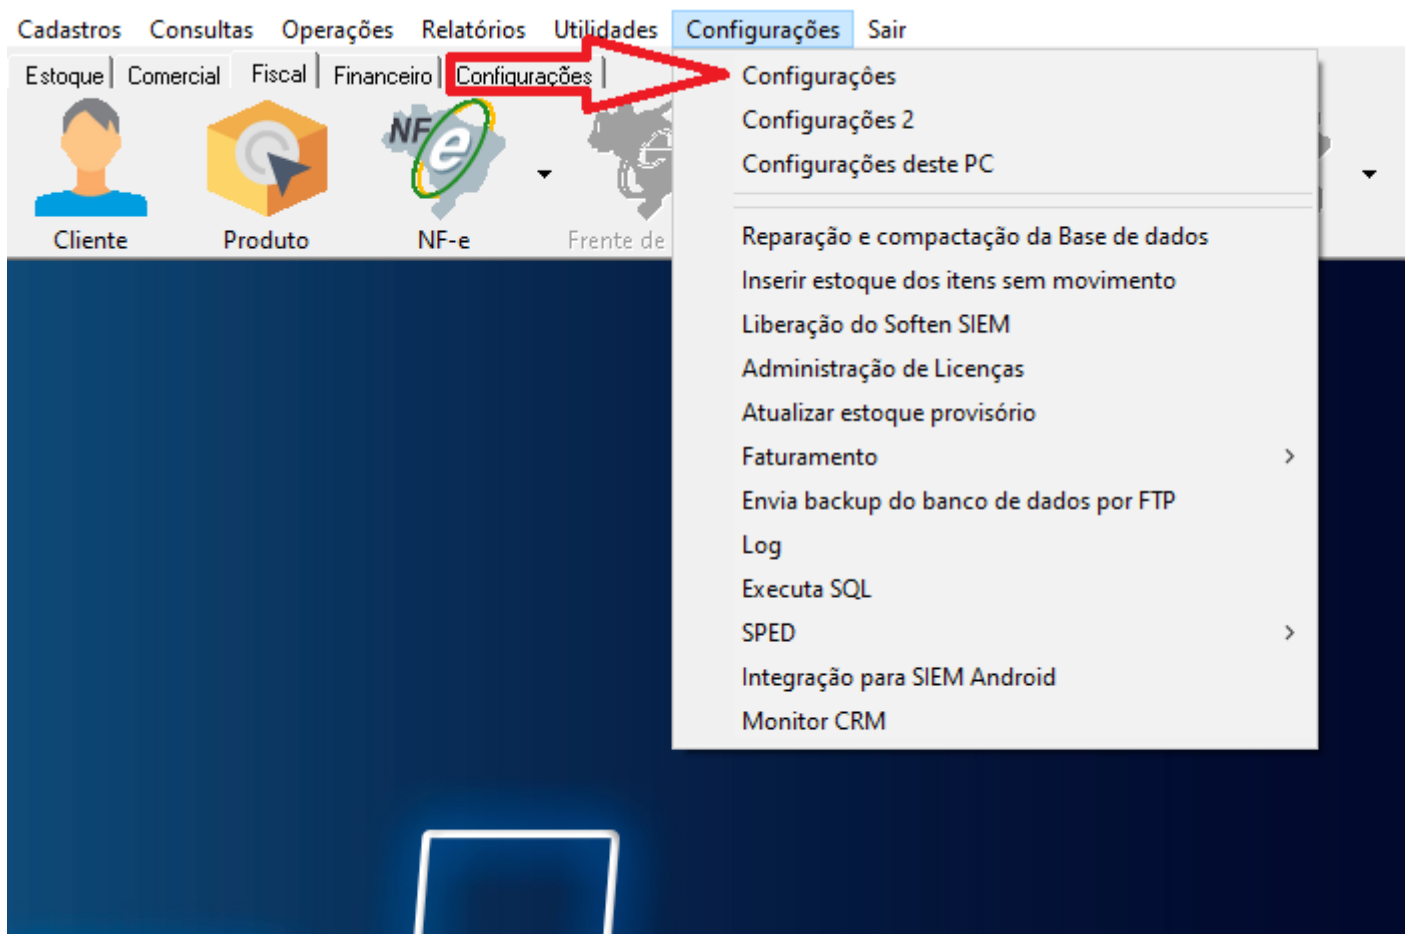 Cadastros Consultas Operações Relatórios Utilidades Configurações Sair
Estoque Comercial Fiscal Financeiro Configurações
NF e
Cliente Produto NF-e Frente de
Configuraçôes
Configurações 2
Configurações deste PC
Reparação e compactação da Base de dados
Inserir estoque dos itens sem movimento
Liberação do Soften SIEM
Administração de Licenças
Atualizar estoque provisório
Faturamento
Envia backup do banco de dados por FTP
Log
Executa SQL
SPED
Integração para SIEM Android
Monitor CRM